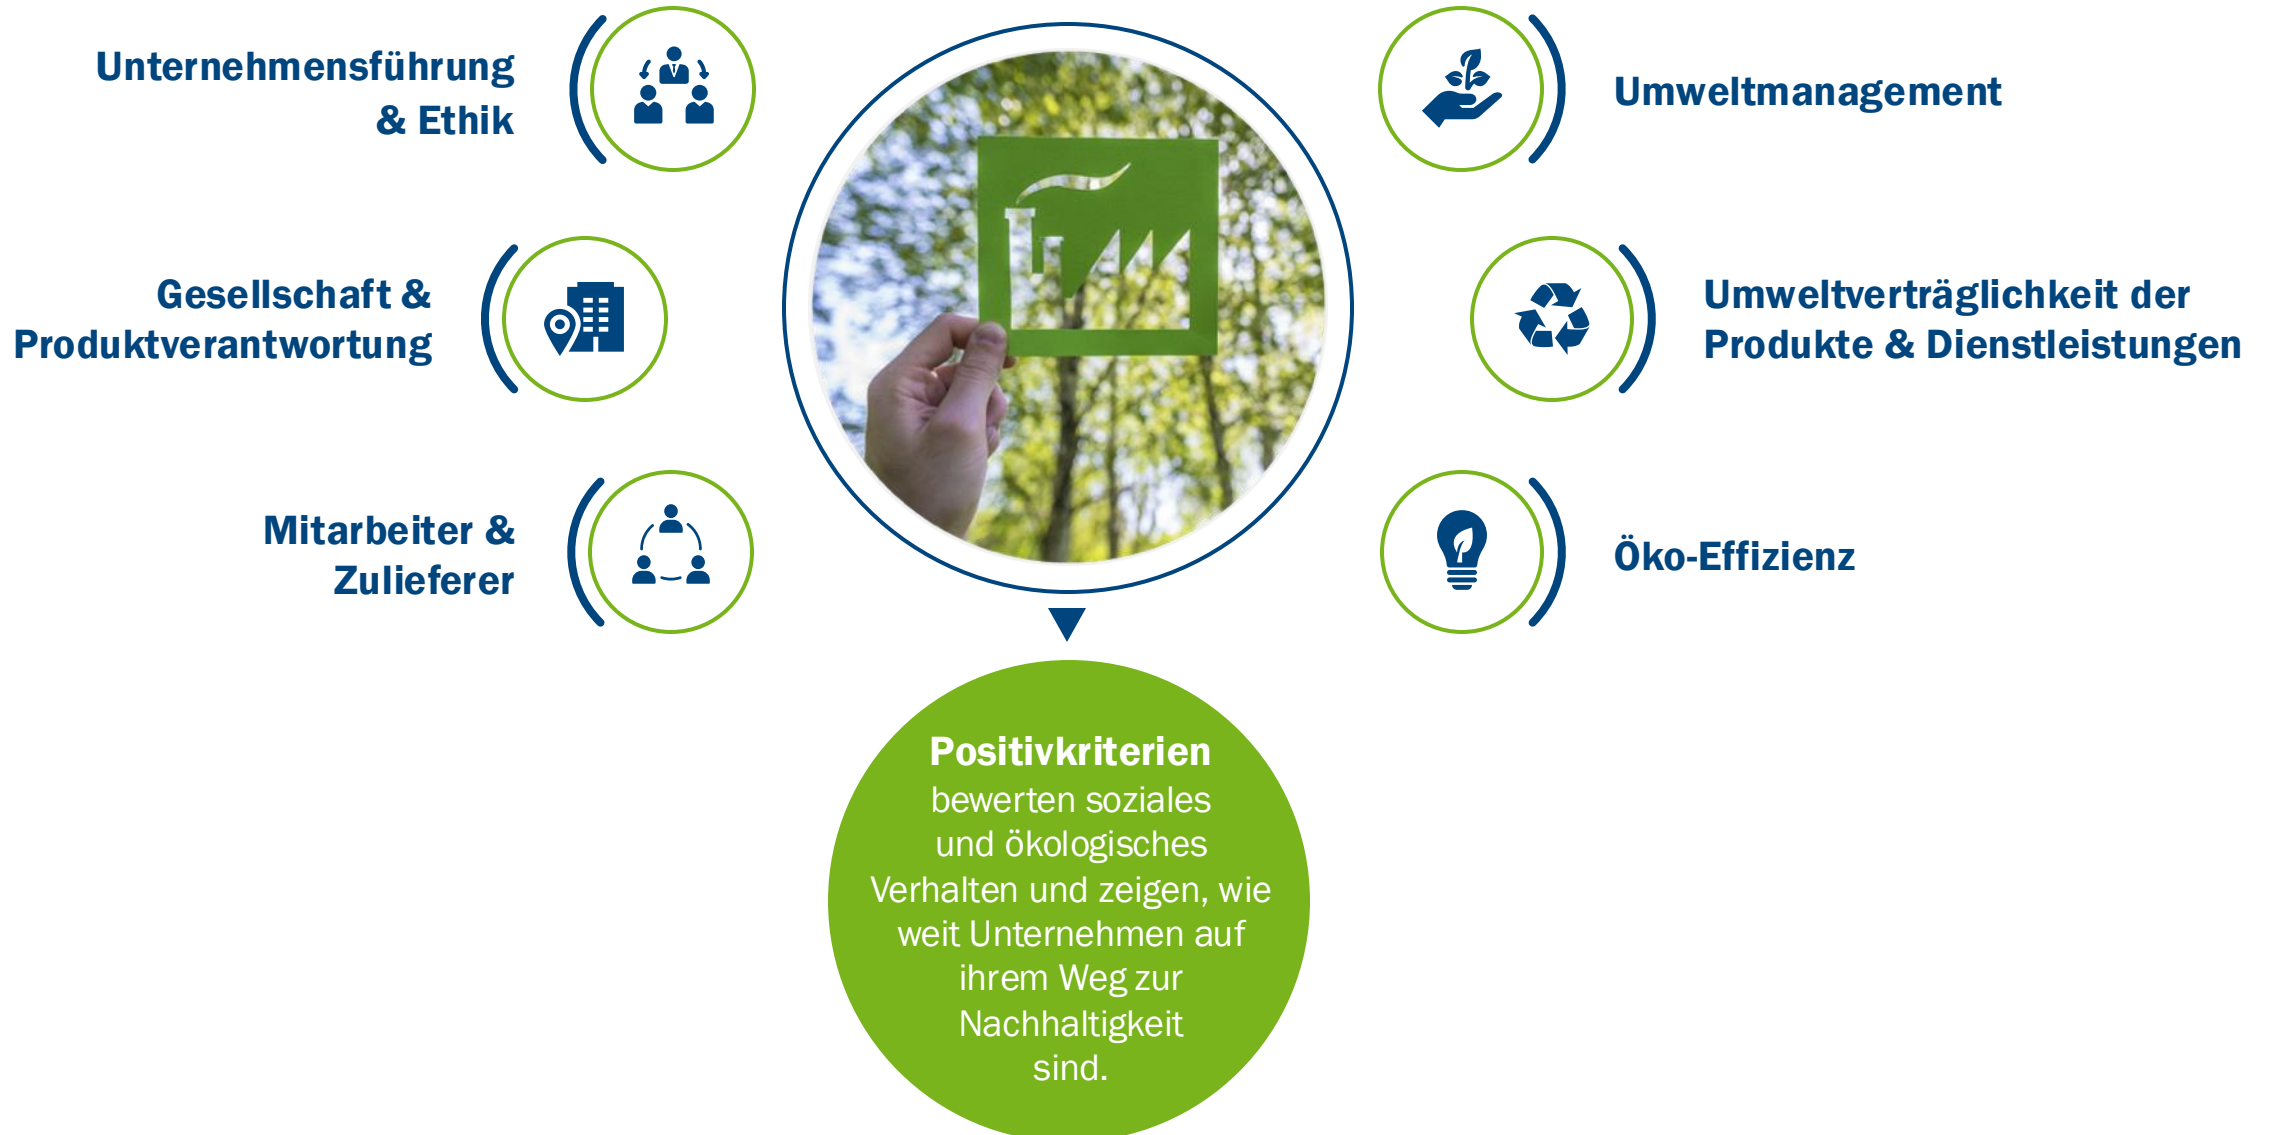 Unternehmensführung
& Ethik
Gesellschaft &
Produktverantwortung
Mitarbeiter &
Zulieferer
Umweltmanagement
Umweltverträglichkeit der
Produkte & Dienstleistungen
Öko-Effizienz
Positivkriterien
bewerten soziales
und ökologisches
Verhalten und zeigen, wie
weit Unternehmen auf
ihrem Weg zur
Nachhaltigkeit
sind.